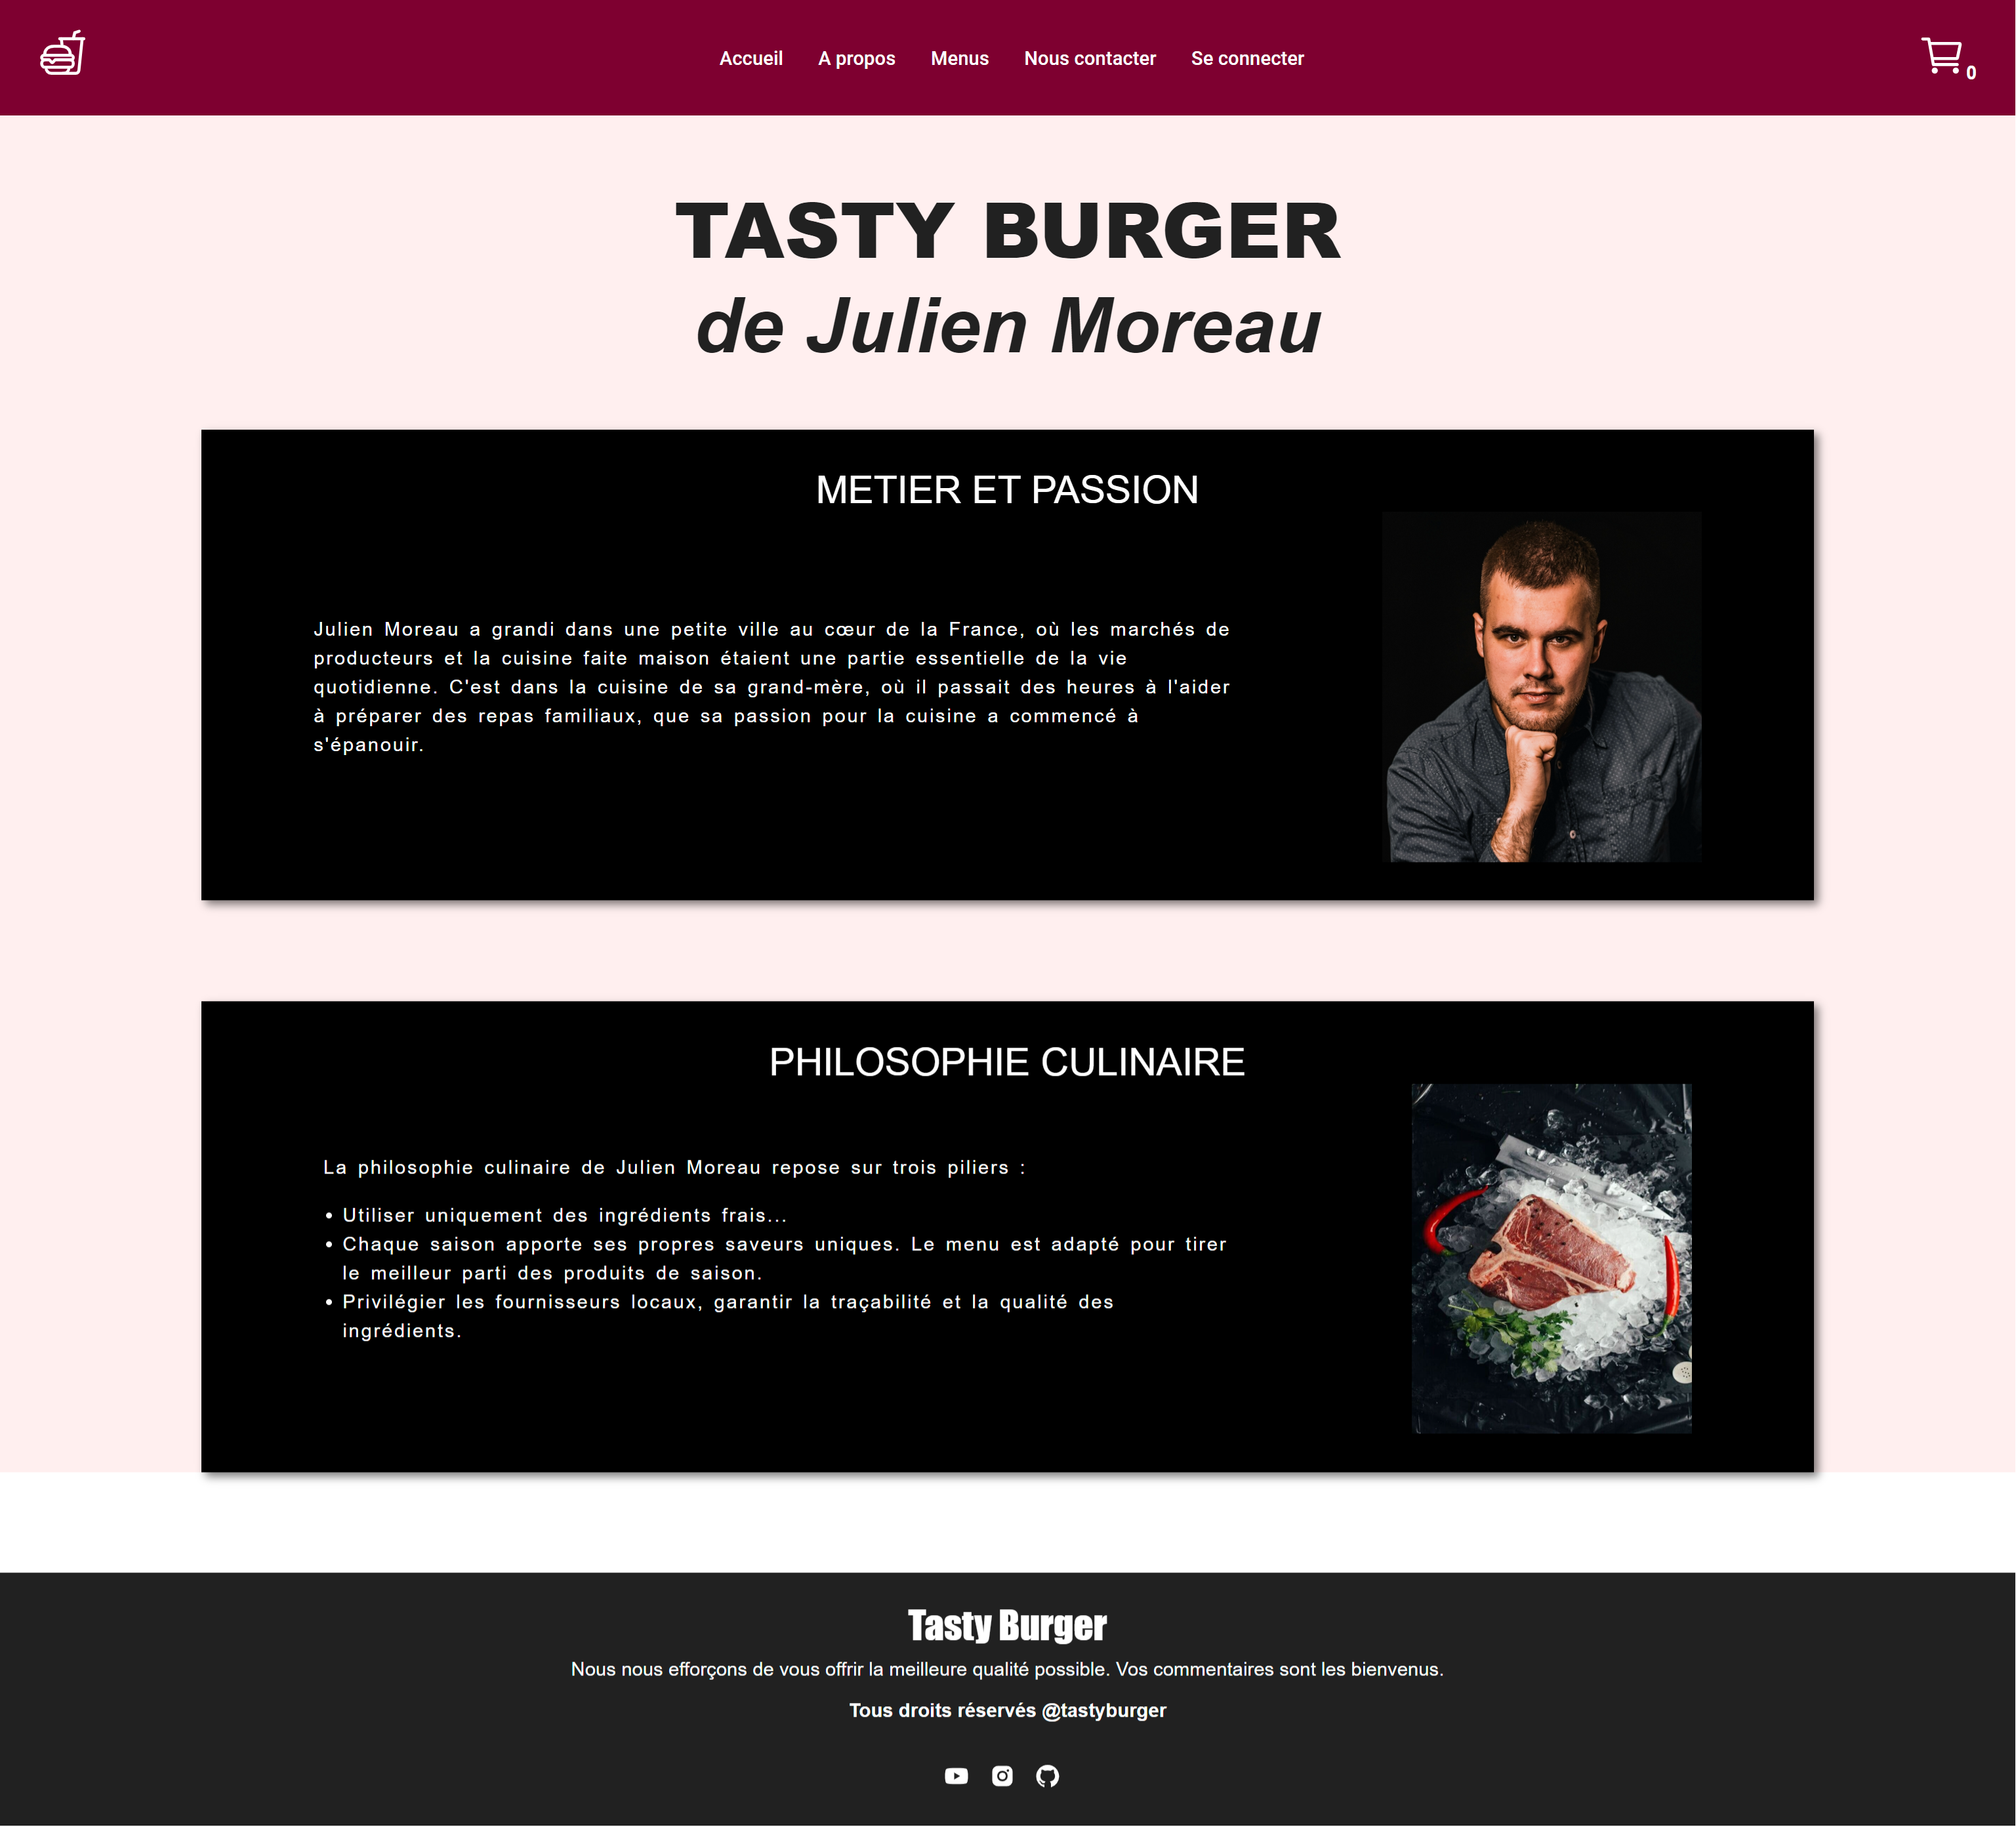 Accueil A propos Menus Nous contacter Se connecter
0
TASTY BURGER
de Julien Moreau
METIER ET PASSION
Julien Moreau a grandi dans une petite ville au cœur de la France, où les marchés de
producteurs et la cuisine faite maison étaient une partie essentielle de la vie
quotidienne. C'est dans la cuisine de sa grand-mère, où il passait des heures à l'aider
à préparer des repas familiaux, que sa passion pour la cuisine a commencé à
s'épanouir.
PHILOSOPHIE CULINAIRE
La philosophie culinaire de Julien Moreau repose sur trois piliers :
• Utiliser uniquement des ingrédients frais...
• Chaque saison apporte ses propres saveurs uniques. Le menu est adapté pour tirer
le meilleur parti des produits de saison.
• Privilégier les fournisseurs locaux, garantir la traçabilité et la qualité des
ingrédients.
Tasty Burger
Nous nous efforçons de vous offrir la meilleure qualité possible. Vos commentaires sont les bienvenus.
Tous droits réservés @tastyburger